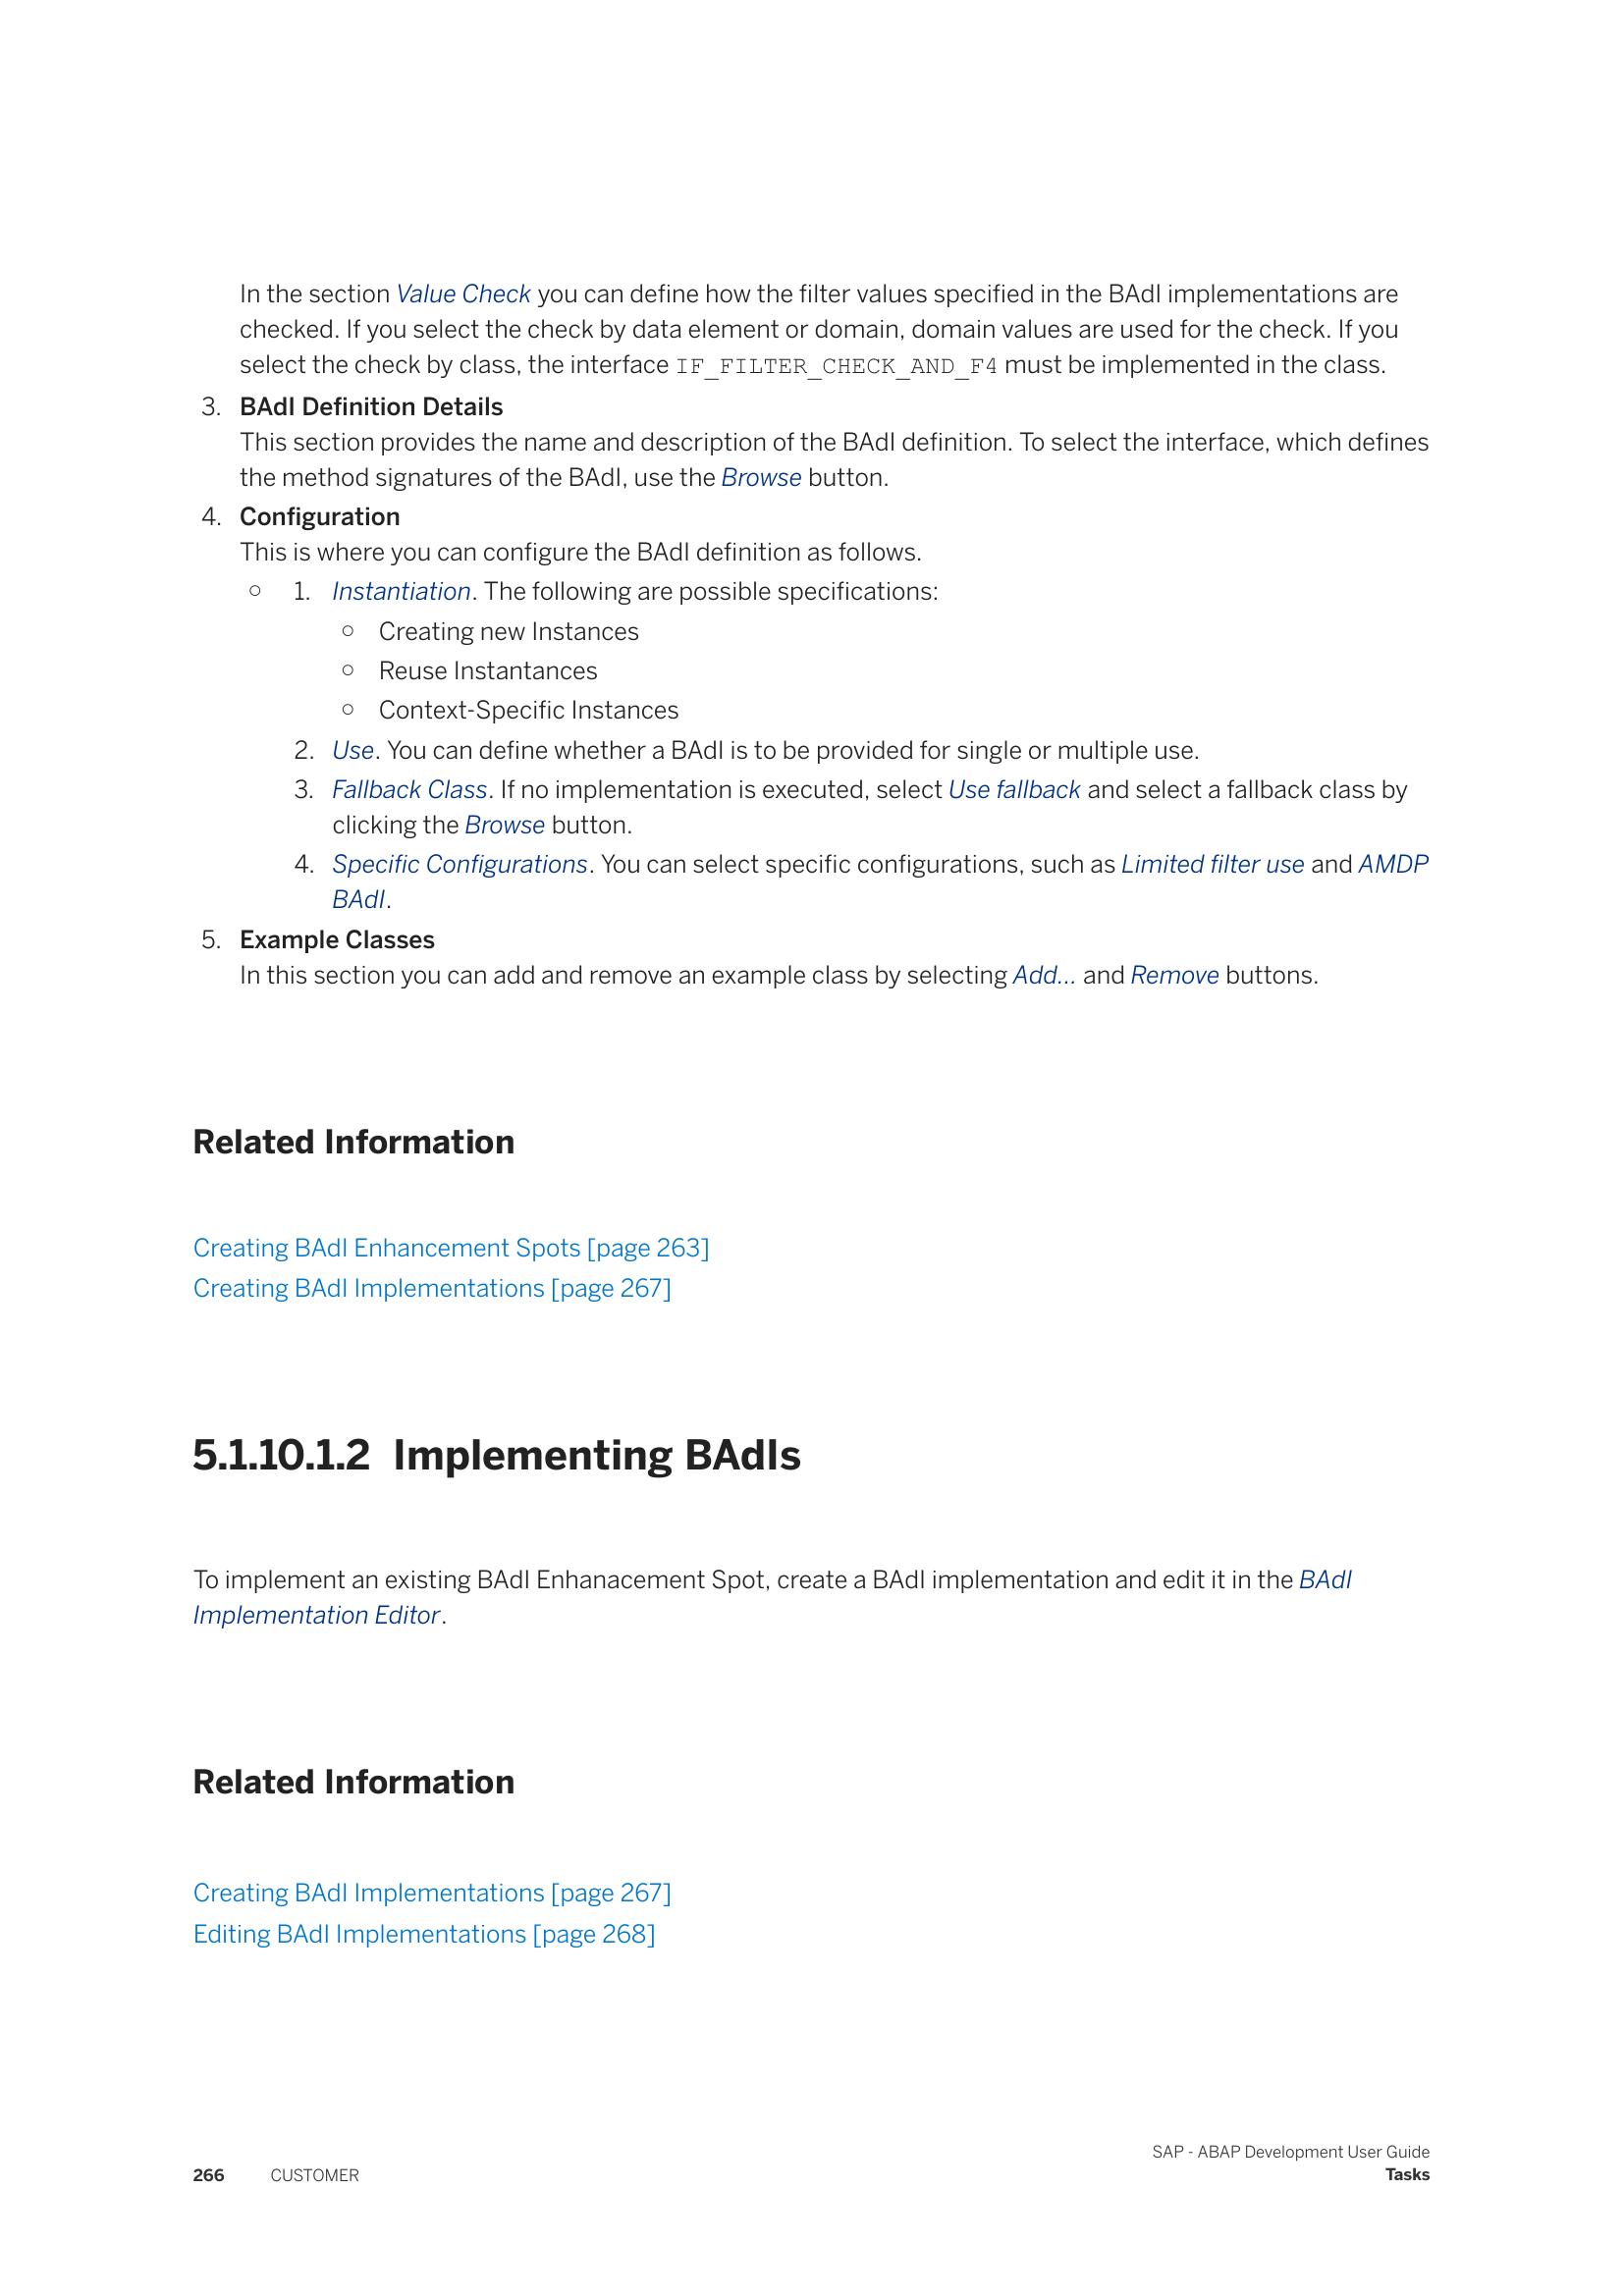 In the section Value Check you can define how the filter values specified in the BAdI implementations are
checked. If you select the check by data element or domain, domain values are used for the check. If you
select the check by class, the interface IF_FILTER_CHECK_AND_F4 must be implemented in the class.
3. BAdI Definition Details
This section provides the name and description of the BAdI definition. To select the interface, which defines
the method signatures of the BAdI, use the Browse button.
4. Configuration
This is where you can configure the BAdI definition as follows.
○ 1. Instantiation. The following are possible specifications:
○ Creating new Instances
○ Reuse Instantances
○ Context-Specific Instances
2. Use. You can define whether a BAdI is to be provided for single or multiple use.
3. Fallback Class. If no implementation is executed, select Use fallback and select a fallback class by
clicking the Browse button.
4. Specific Configurations. You can select specific configurations, such as Limited filter use and AMDP
BAdI.
5. Example Classes
In this section you can add and remove an example class by selecting Add... and Remove buttons.
Related Information
Creating BAdI Enhancement Spots [page 263]
Creating BAdI Implementations [page 267]
5.1.10.1.2 Implementing BAdIs
To implement an existing BAdI Enhanacement Spot, create a BAdI implementation and edit it in the BAdI
Implementation Editor.
Related Information
Creating BAdI Implementations [page 267]
Editing BAdI Implementations [page 268]
SAP - ABAP Development User Guide
266 CUSTOMER Tasks